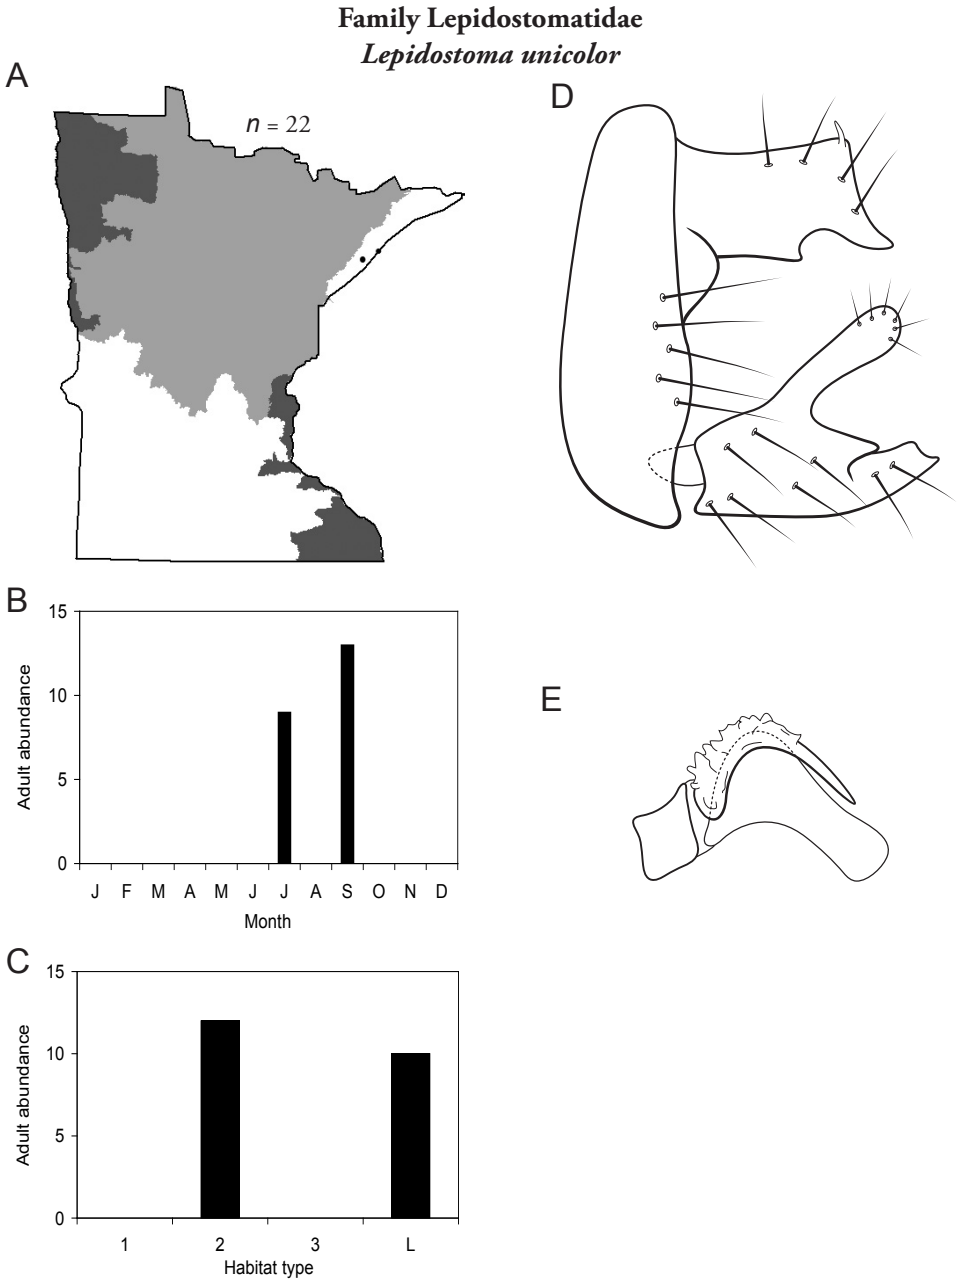 Family Lepidostomatidae
Lepidostoma unicolor
A
n = 22
D
B
15
10
5
0
Adult abundance
J F M A M J J A S O N D
Month
E
C
15
10
5
0
Adult abundance
1 2 3 L
Habitat type